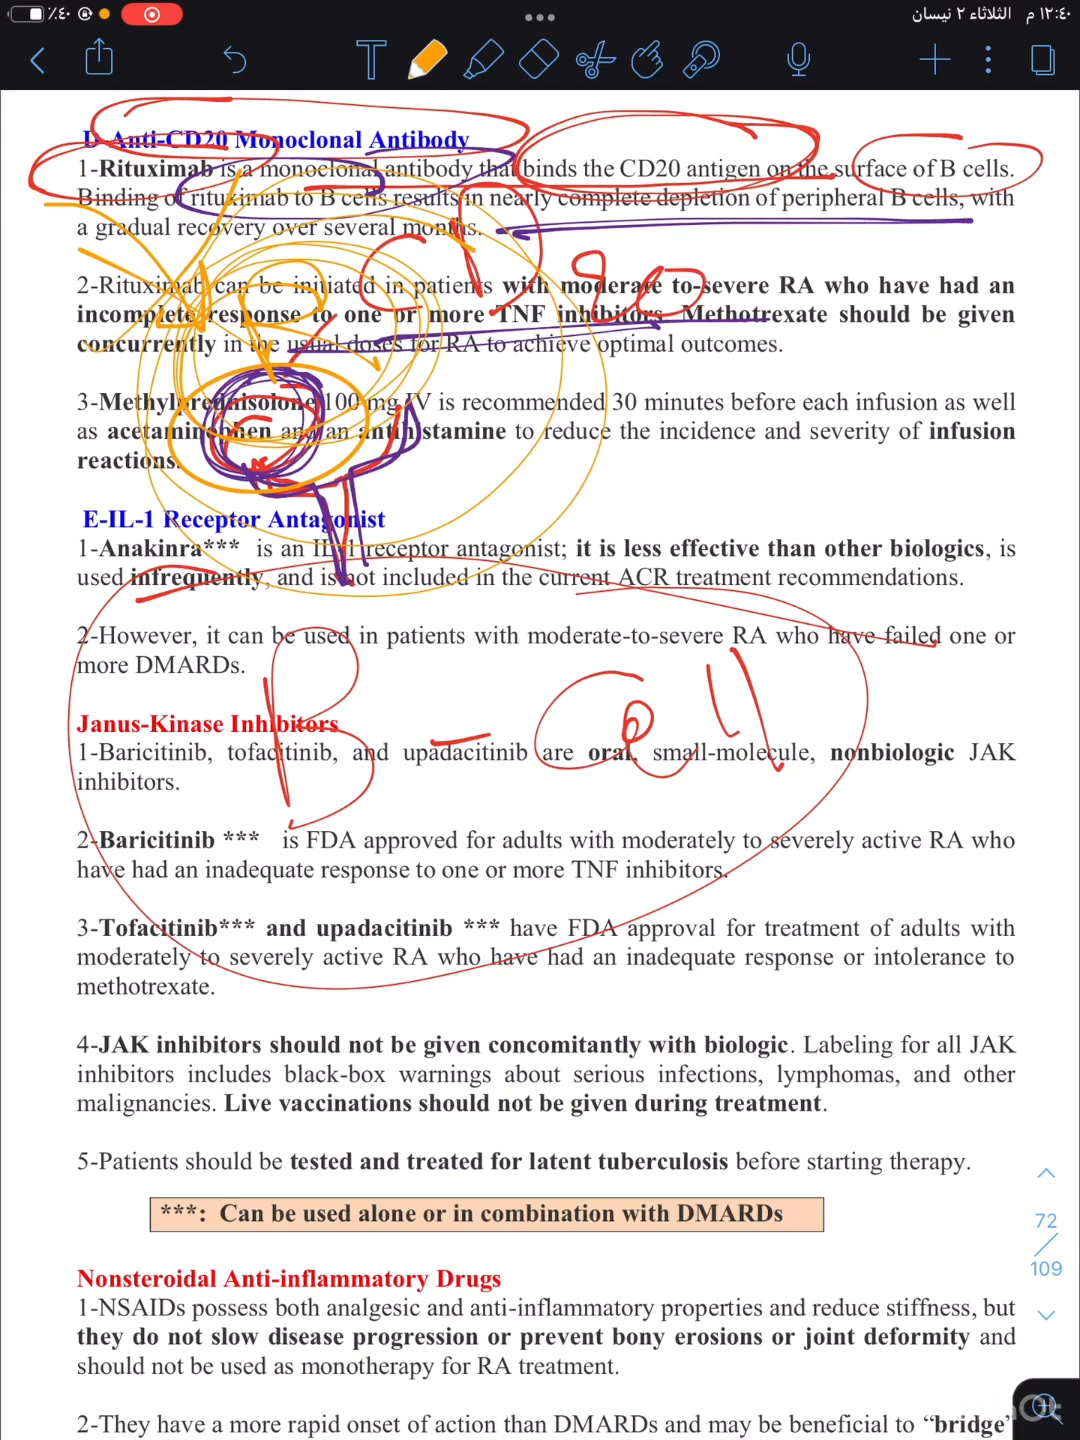 ٪٤٠ ١٢:٤٠ م الثلاثاء ٢ نيسان
D-Anti-CD20 Monoclonal Antibody
1-Rituximab is a monoclonal antibody that binds the CD20 antigen on the surface of B cells.
Binding of rituximab to B cells results in nearly complete depletion of peripheral B cells, with
a gradual recovery over several months.
2-Rituximab can be initiated in patients with moderate to-severe RA who have had an
incomplete response to one or more TNF inhibitors. Methotrexate should be given
concurrently in the usual doses for RA to achieve optimal outcomes.
3-Methylprednisolone 100 mg IV is recommended 30 minutes before each infusion as well
as acetaminophen and an antihistamine to reduce the incidence and severity of infusion
reactions.
E-IL-1 Receptor Antagonist
1-Anakinra*** is an IL-1 receptor antagonist; it is less effective than other biologics, is
used infrequently, and is not included in the current ACR treatment recommendations.
2-However, it can be used in patients with moderate-to-severe RA who have failed one or
more DMARDs.
B-cell
Janus-Kinase Inhibitors
1-Baricitinib, tofacitinib, and upadacitinib are oral, small-molecule, nonbiologic JAK
inhibitors.
2-Baricitinib *** is FDA approved for adults with moderately to severely active RA who
have had an inadequate response to one or more TNF inhibitors.
3-Tofacitinib*** and upadacitinib *** have FDA approval for treatment of adults with
moderately to severely active RA who have had an inadequate response or intolerance to
methotrexate.
4-JAK inhibitors should not be given concomitantly with biologic. Labeling for all JAK
inhibitors includes black-box warnings about serious infections, lymphomas, and other
malignancies. Live vaccinations should not be given during treatment.
5-Patients should be tested and treated for latent tuberculosis before starting therapy.
***: Can be used alone or in combination with DMARDs
72
109
Nonsteroidal Anti-inflammatory Drugs
1-NSAIDs possess both analgesic and anti-inflammatory properties and reduce stiffness, but
they do not slow disease progression or prevent bony erosions or joint deformity and
should not be used as monotherapy for RA treatment.
2-They have a more rapid onset of action than DMARDs and may be beneficial to “bridge”